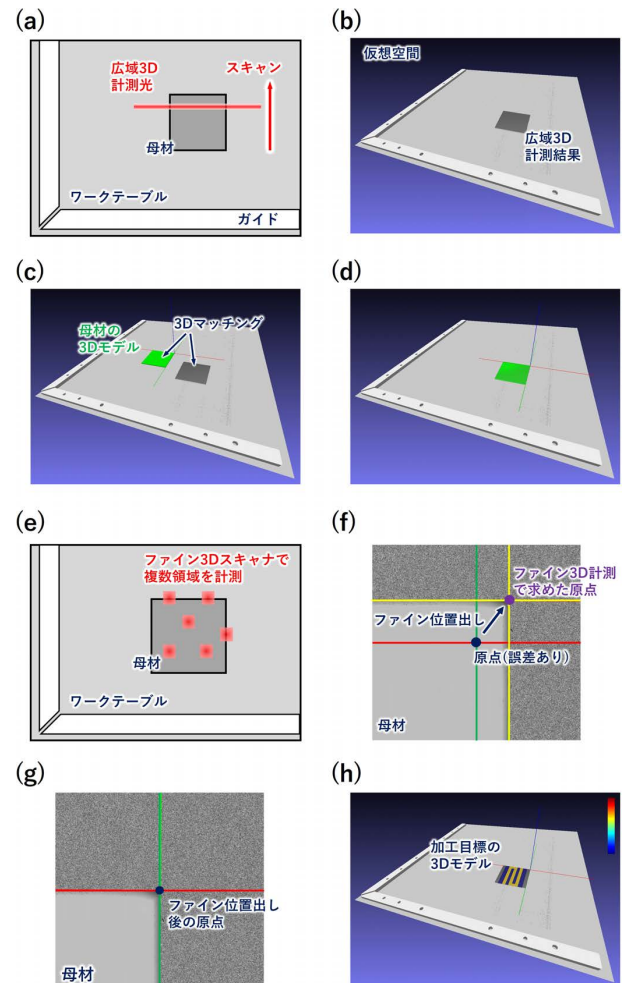 (a)
広域3D
計測光
スキャン
母材
ワークテーブル
ガイド
(b)
仮想空間
広域3D
計測結果
(c)
母材の
3Dモデル
3Dマッチング
(d)
(e)
ファイン3Dスキャナで
複数領域を計測
母材
ワークテーブル
(f)
ファイン3D計測
で求めた原点
ファイン位置出し
原点(誤差あり)
母材
(g)
ファイン位置出し
後の原点
母材
(h)
加工目標の
3Dモデル